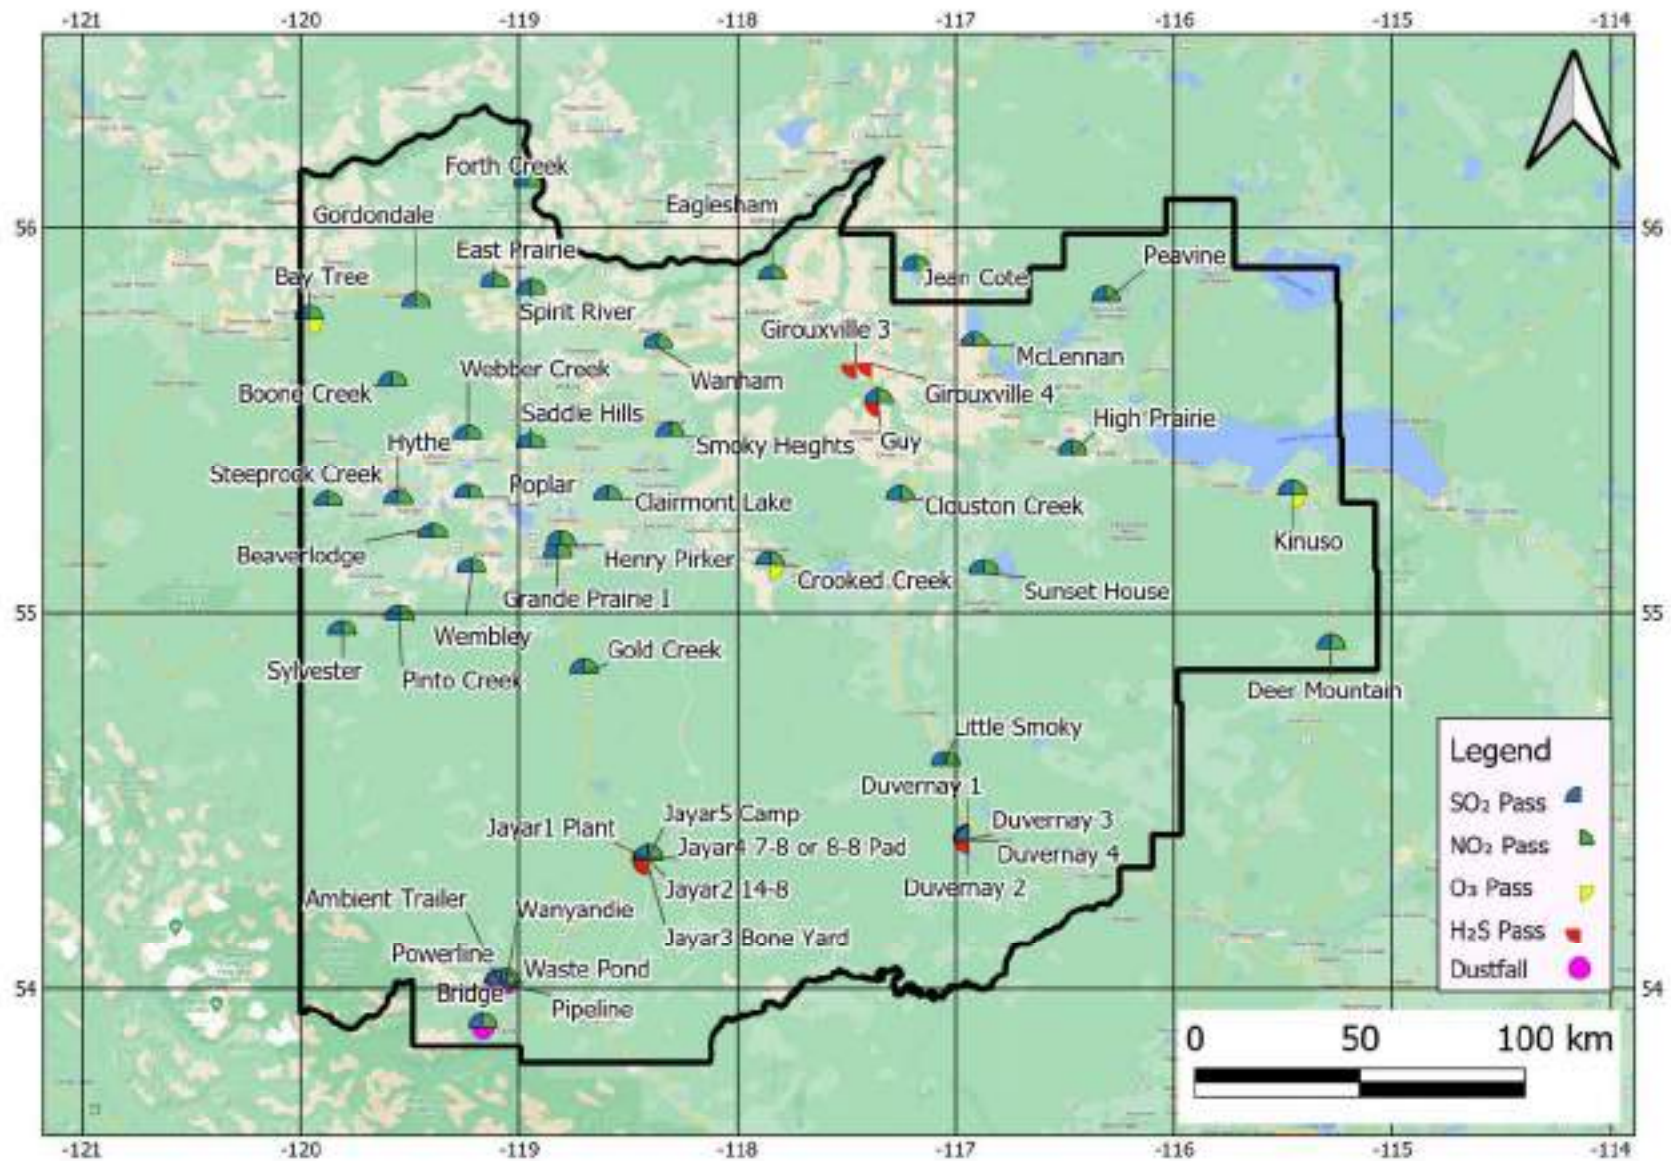 -121 -120 -119 -118 -117 -116 -115 -114
Forth Creek
Gordondale
Eaglesham
56 56
East Prairie
Peavine
Bay Tree
Jean Cote
Spirit River
Girouxville 3
McLennan
Webber Creek
Wanham
Boone Creek
Girouxville 4
Saddle Hills
High Prairie
Hythe
Smoky Heights
Guy
Steeprock Creek
Poplar
Clairmont Lake
Clouston Creek
Kinuso
Beaverlodge
Henry Pirker
Crooked Creek
Sunset House
Grande Prairie 1
55 55
Wembley
Gold Creek
Sylvester
Pinto Creek
Deer Mountain
Little Smoky
Legend
Duvernay 1
SO₂ Pass
Jayar5 Camp
Jayar1 Plant
Duvernay 3
NO₂ Pass
Jayar4 7-8 or 8-8 Pad
Duvernay 4
Jayar2 14-8
Duvernay 2
O₃ Pass
Ambient Trailer
Wanyandie
H₂S Pass
Jayar3 Bone Yard
Powerline
Waste Pond
Dustfall
54 54
Bridge
Pipeline
0 50 100 km
-121 -120 -119 -118 -117 -116 -115 -114